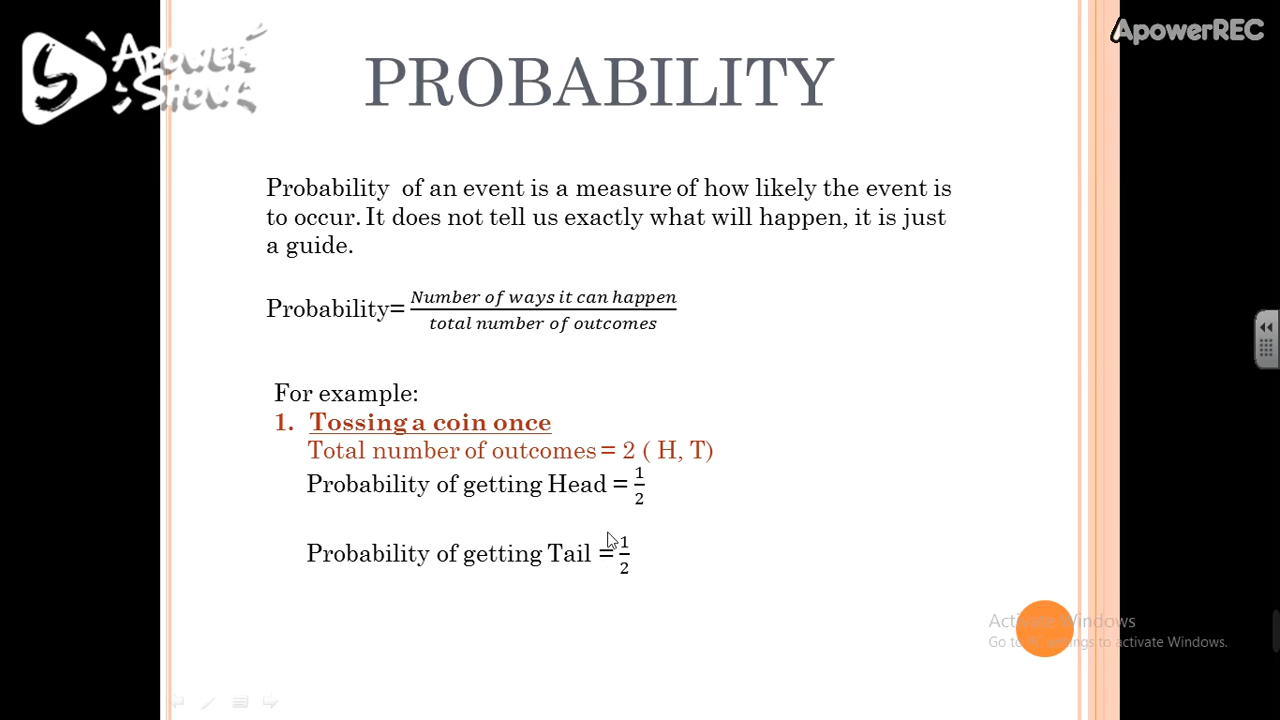 APOWER
SHOW
ApowerREC
PROBABILITY
Probability of an event is a measure of how likely the event is
to occur. It does not tell us exactly what will happen, it is just
a guide.
Probability= Number of ways it can happen / total number of outcomes
For example:
1. Tossing a coin once
Total number of outcomes = 2 ( H, T)
Probability of getting Head = 1/2
Probability of getting Tail = 1/2
Activate Windows
Go to PC settings to activate Windows.